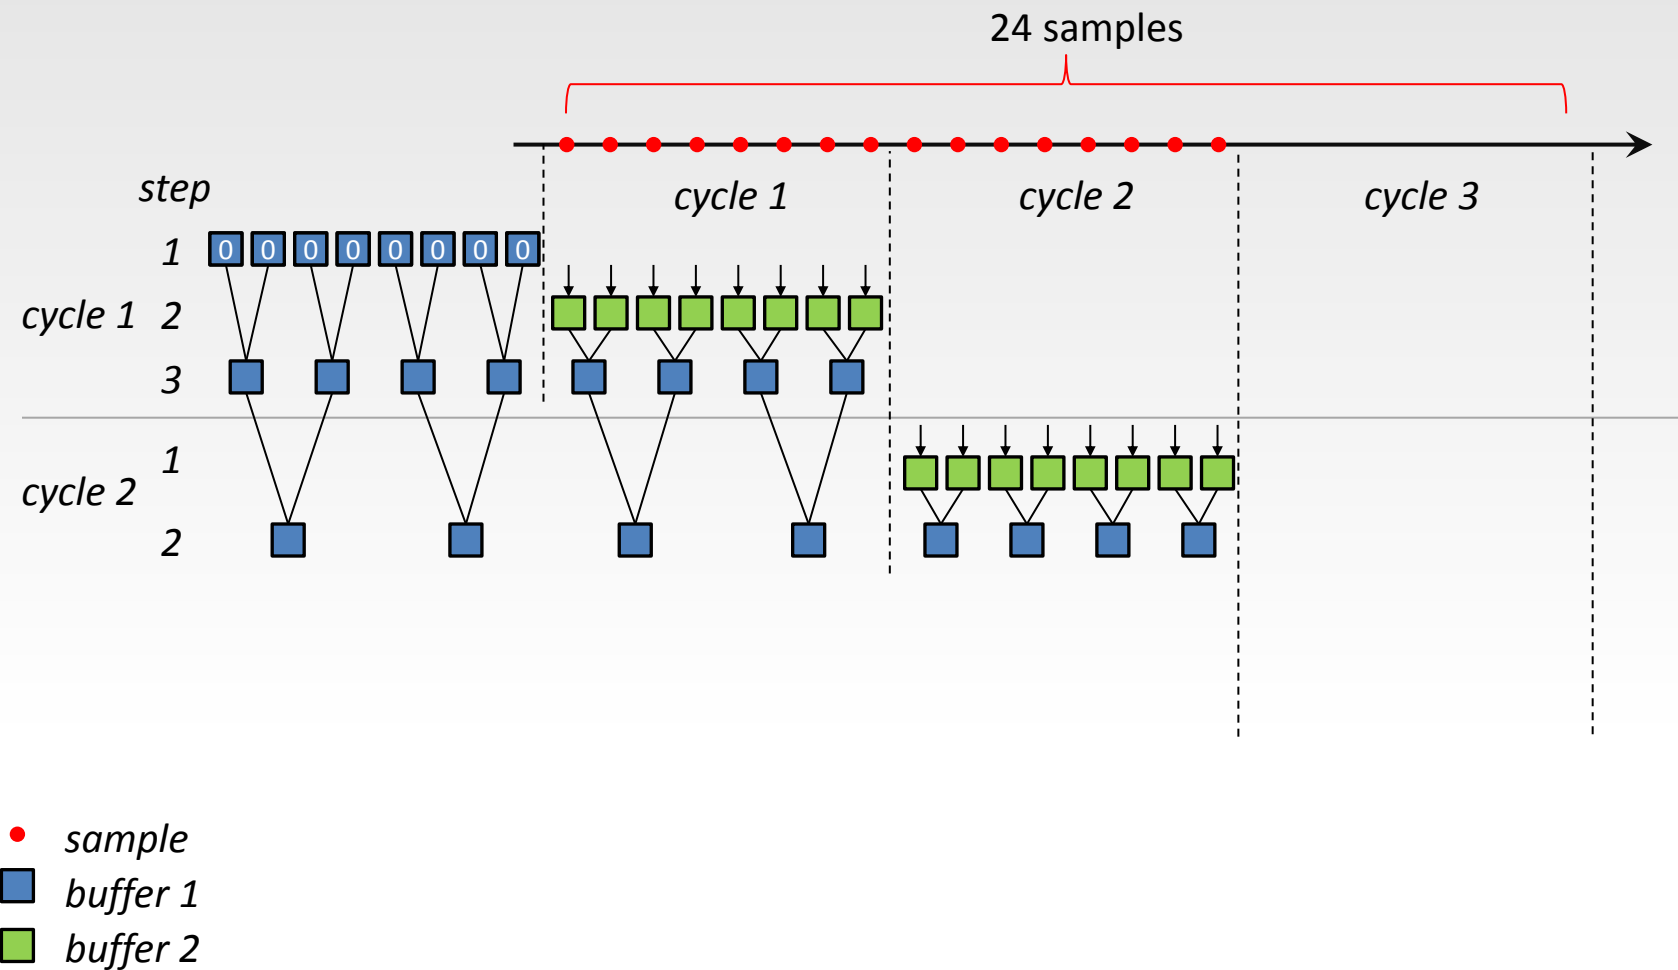 24 samples
step
cycle 1
cycle 2
cycle 3
1 0 0 0 0 0 0 0 0
cycle 1 2
3
1
cycle 2
2
sample
buffer 1
buffer 2